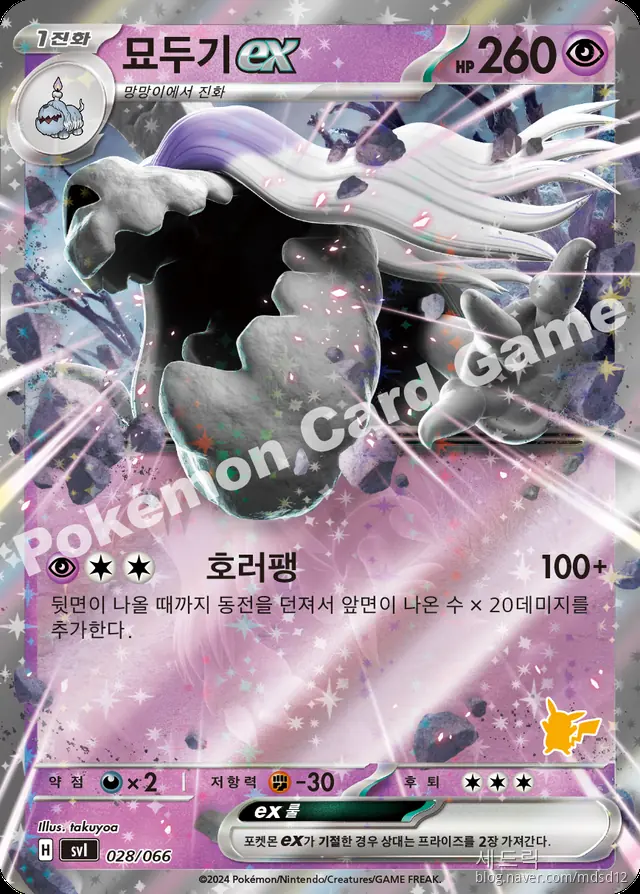 1진화
묘두기 ex
HP 260
망망이에서 진화
Pokémon Card Game
호러팽 100+
뒷면이 나올 때까지 동전을 던져서 앞면이 나온 수 × 20데미지를
추가한다.
약점 ×2 저항력 -30 후퇴
ex 룰
포켓몬 ex가 기절한 경우 상대는 프라이즈를 2장 가져간다.
Illus. takuyoa
H svI 028/066
세드릭
blog.naver.com/mdsd12
©2024 Pokémon/Nintendo/Creatures/GAME FREAK.